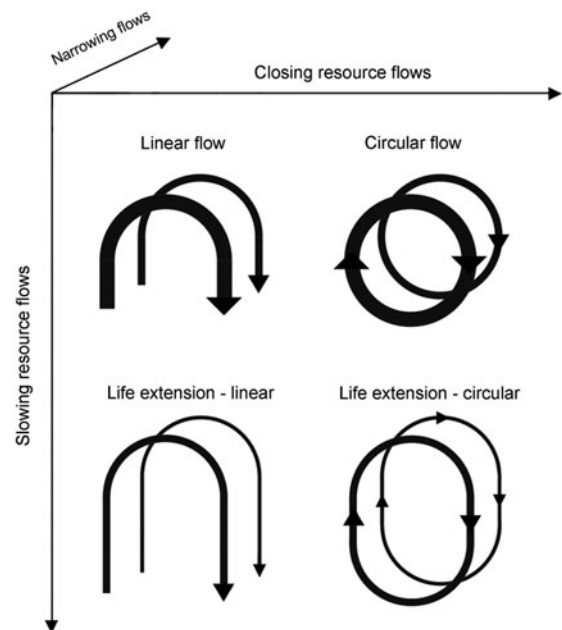 Narrowing flows
Closing resource flows
Linear flow
Circular flow
Slowing resource flows
Life extension - linear
Life extension - circular